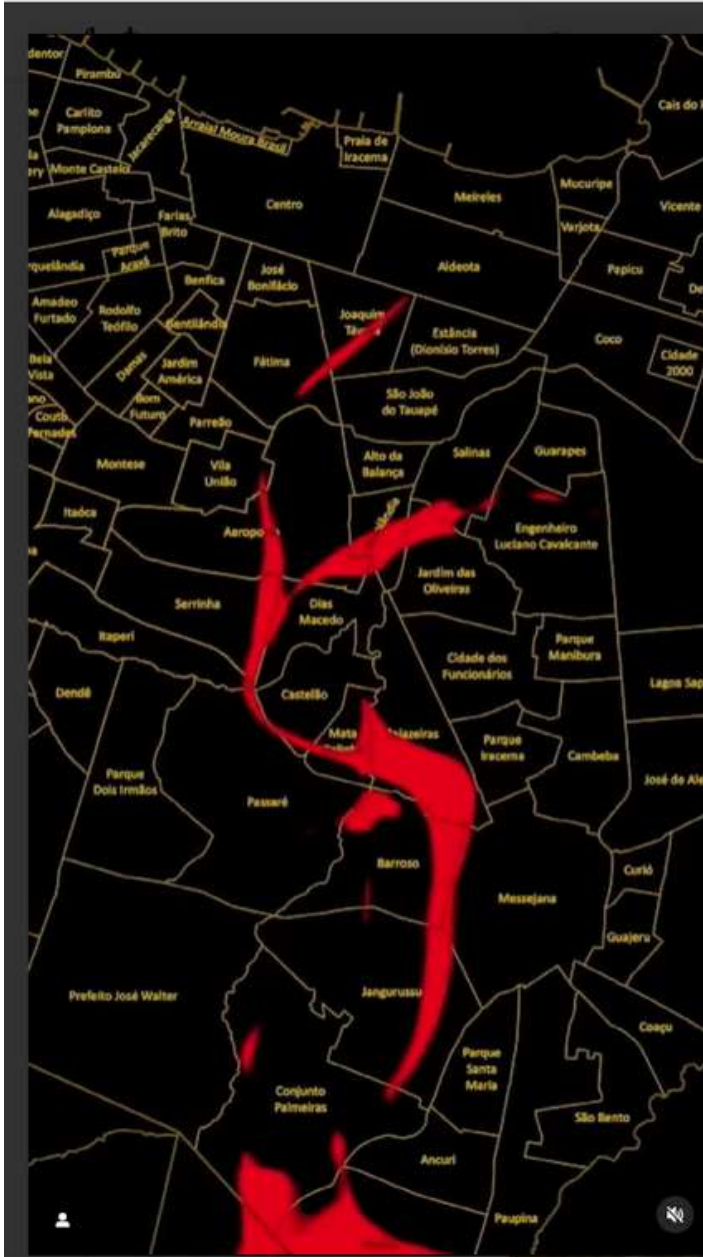 Pirambu
Carlito
Pamplona
Jacarecanga
Arraial Moura Brasil
Praia de
Iracema
Cais do
Monte Castelo
Centro
Meireles
Mucuripe
Vicente
Alagadiço
Farias
Brito
Varjota
Parque
Araxá
Aldeota
Papicu
Benfica
José
Bonifácio
Amadeo
Furtado
Rodolfo
Teófilo
Bentilândia
Joaquim
Estância
(Dionísio Torres)
Coco
Cidade
2000
Bela
Vista
Damas
Jardim
América
Fátima
São João
do Tauapé
Bom
Futuro
Parreão
Montese
Vila
União
Alto da
Balança
Salinas
Guarapes
Itaóca
Aeropo
Engenheiro
Luciano Cavalcante
Jardim das
Oliveiras
Serrinha
Dias
Macedo
Itaperi
Parque
Manibura
Cidade dos
Funcionários
Dendê
Castelão
Lagoa Sap
Mata
Parque
Iracema
Cambeba
Parque
Dois Irmãos
Passaré
José de Ale
Barroso
Curió
Messejana
Guajeru
Prefeito José Walter
Jangurussu
Coaçu
Parque
Santa
Maria
Conjunto
Palmeiras
São Bento
Ancuri
Paupina